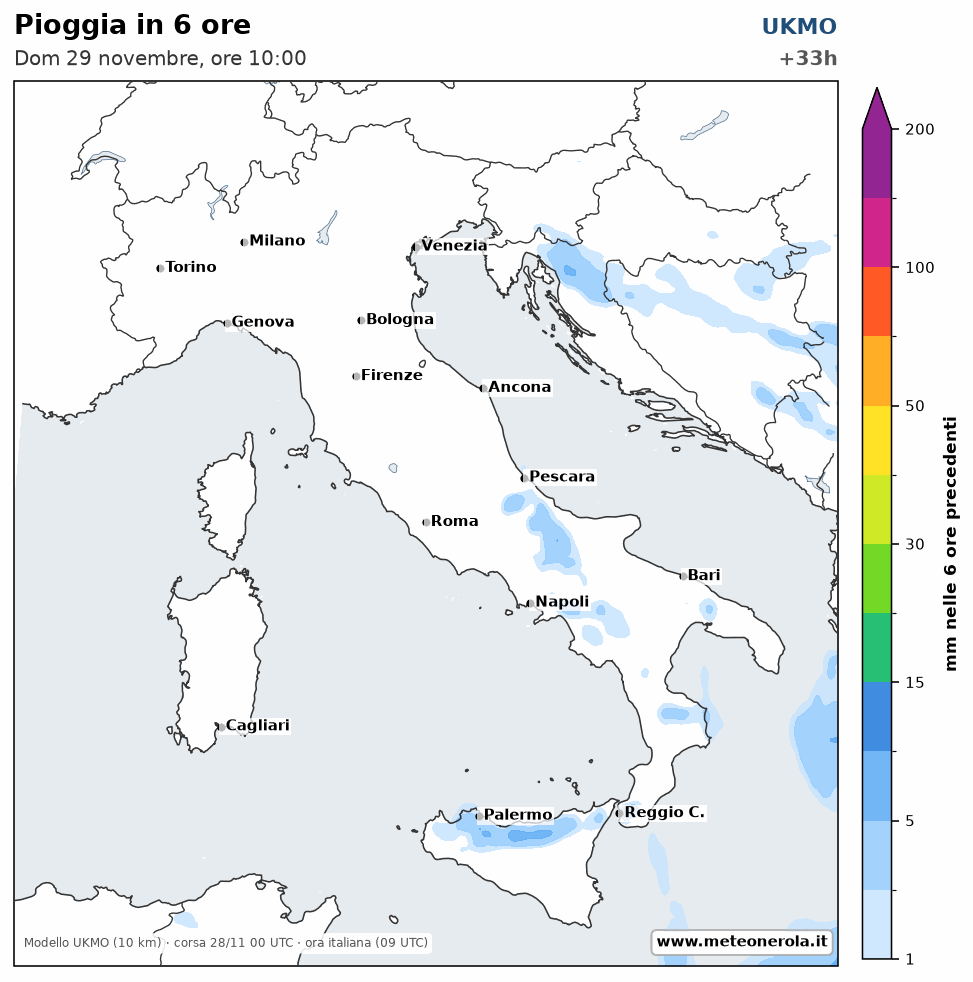 Pioggia in 6 ore
UKMO
Dom 29 novembre, ore 10:00
+33h
Milano
Venezia
Torino
Genova
Bologna
Firenze
Ancona
Pescara
Roma
Bari
Napoli
Cagliari
Palermo
Reggio C.
200
100
50
30
15
5
1
mm nelle 6 ore precedenti
Modello UKMO (10 km) · corsa 28/11 00 UTC · ora italiana (09 UTC)
www.meteonerola.it